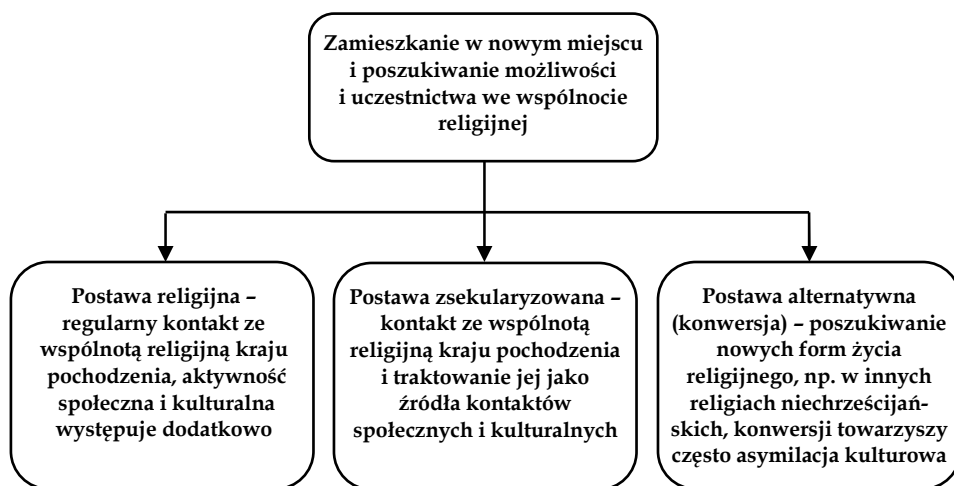 Zamieszkanie w nowym miejscu
i poszukiwanie możliwości
i uczestnictwa we wspólnocie
religijnej
Postawa religijna –
regularny kontakt ze
wspólnotą religijną kraju
pochodzenia, aktywność
społeczna i kulturalna
występuje dodatkowo
Postawa zsekularyzowana –
kontakt ze wspólnotą
religijną kraju pochodzenia
i traktowanie jej jako
źródła kontaktów
społecznych i kulturalnych
Postawa alternatywna
(konwersja) – poszukiwanie
nowych form życia
religijnego, np. w innych
religiach niechrześcijań-
skich, konwersji towarzyszy
często asymilacja kulturowa